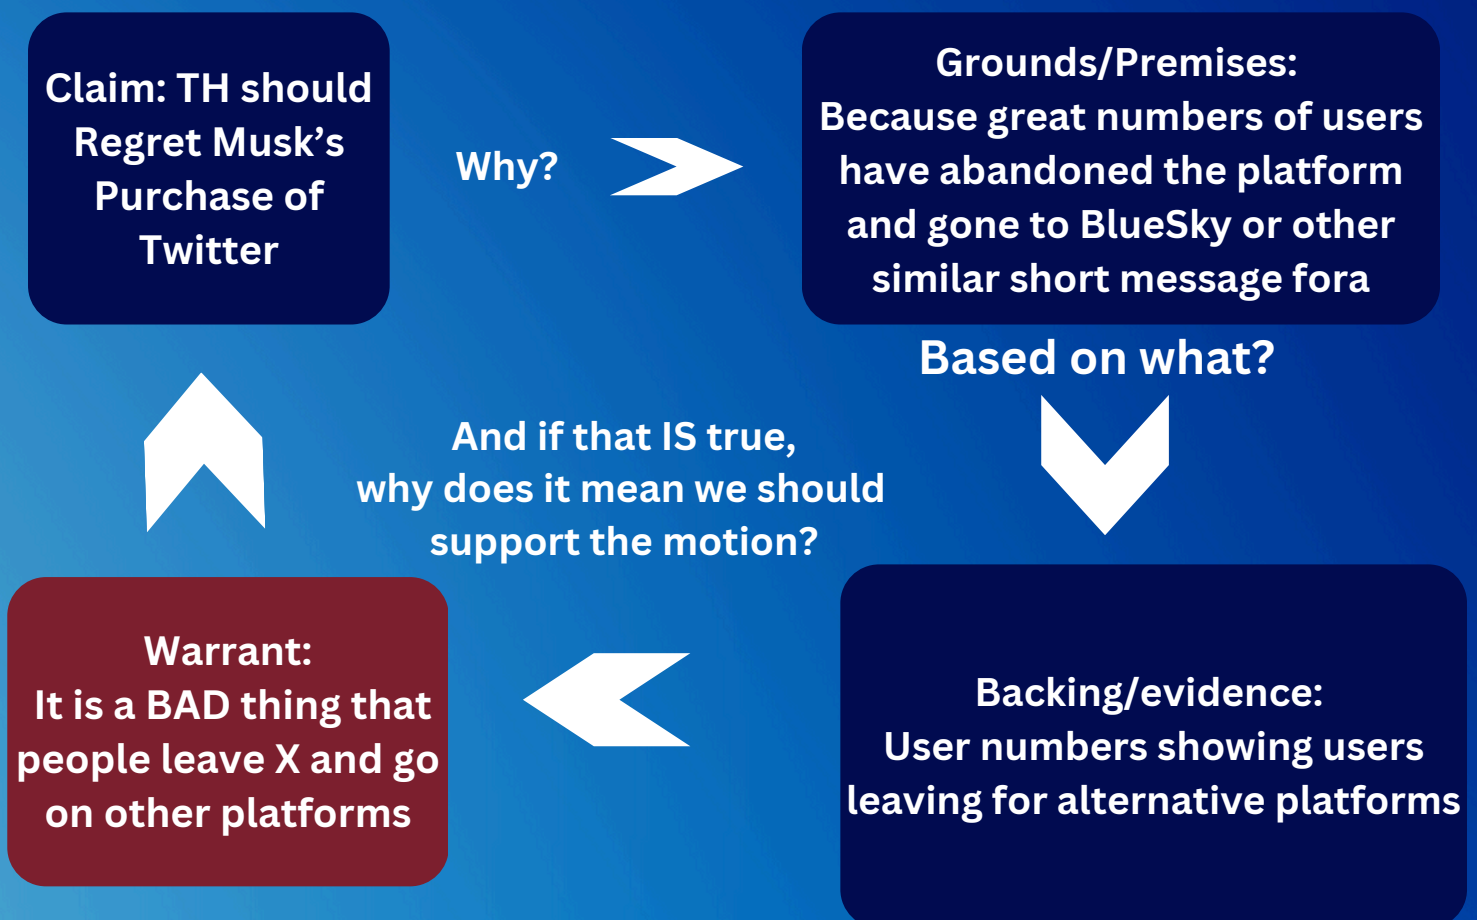 Claim: TH should
Regret Musk’s
Purchase of
Twitter
Why?
Grounds/Premises:
Because great numbers of users
have abandoned the platform
and gone to BlueSky or other
similar short message fora
Based on what?
Backing/evidence:
User numbers showing users
leaving for alternative platforms
And if that IS true,
why does it mean we should
support the motion?
Warrant:
It is a BAD thing that
people leave X and go
on other platforms